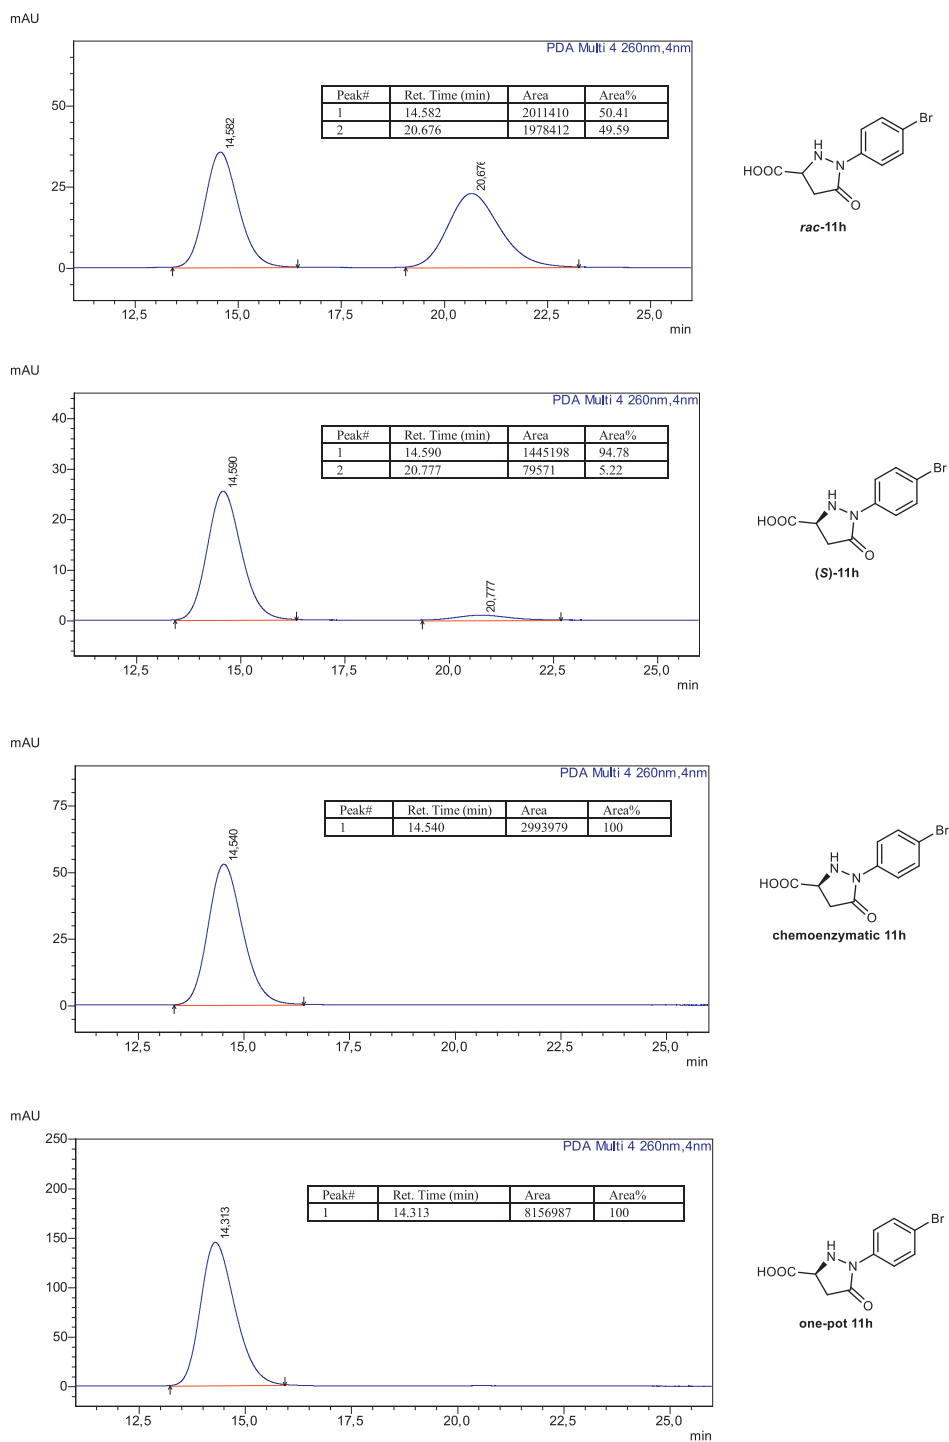 mAU
PDA Multi 4 260nm,4nm
Peak# Ret. Time (min) Area Area%
1 14.582 2011410 50.41
2 20.676 1978412 49.59
14,582
20,676
50
25
0
12,5 15,0 17,5 20,0 22,5 25,0
min
Br
H
N
N
HOOC
O
rac-11h
mAU
PDA Multi 4 260nm,4nm
Peak# Ret. Time (min) Area Area%
1 14.590 1445198 94.78
2 20.777 79571 5.22
14,590
20,777
40
30
20
10
0
12,5 15,0 17,5 20,0 22,5 25,0
min
Br
H
N
N
HOOC
O
(S)-11h
mAU
PDA Multi 4 260nm,4nm
Peak# Ret. Time (min) Area Area%
1 14.540 2993979 100
14,540
75
50
25
0
12,5 15,0 17,5 20,0 22,5 25,0
min
Br
H
N
N
HOOC
O
chemoenzymatic 11h
mAU
PDA Multi 4 260nm,4nm
Peak# Ret. Time (min) Area Area%
1 14.313 8156987 100
14,313
250
200
150
100
50
0
12,5 15,0 17,5 20,0 22,5 25,0
min
Br
H
N
N
HOOC
O
one-pot 11h